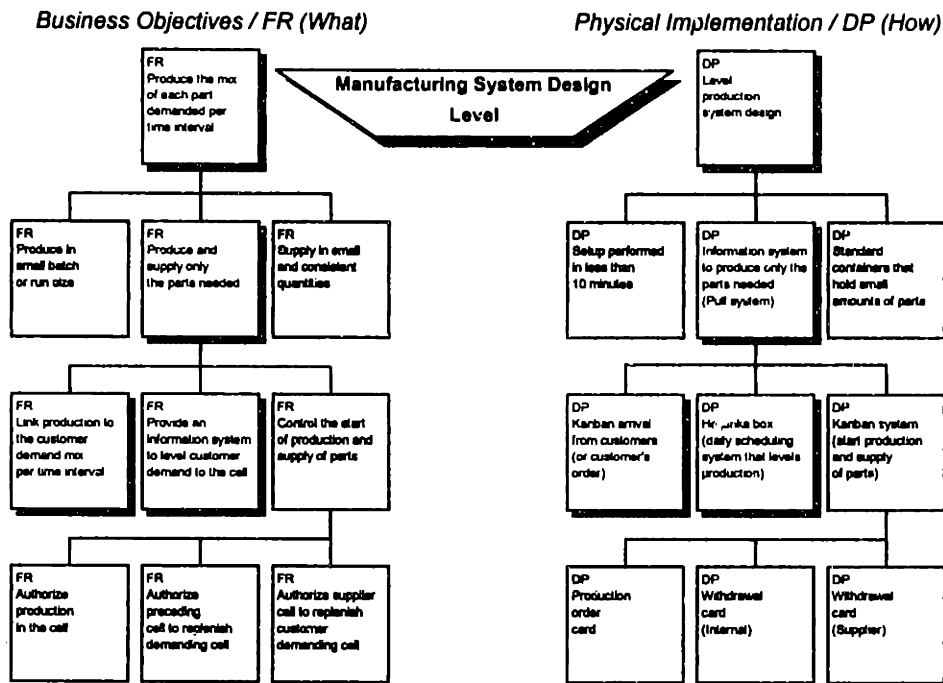 Business Objectives / FR (What)
Physical Implementation / DP (How)
Manufacturing System Design
Level
FR
Produce the mix
of each part
demanded per
time interval
DP
Level
production
system design
FR
Produce in
small batch
or run size
FR
Produce and
supply only
the parts needed
FR
Supply in small
and consistent
quantities
DP
Setup performed
in less than
10 minutes
DP
Information system
to produce only the
parts needed
(Pull system)
DP
Standard
containers that
hold small
amounts of parts
FR
Link production to
the customer
demand mix
per time interval
FR
Provide an
information system
to level customer
demand to the cell
FR
Control the start
of production and
supply of parts
DP
Kanban arrival
from customers
(or customer's
order)
DP
box
(daily scheduling
system that levels
production)
DP
Kanban system
(start production
and supply
of parts)
FR
Authorize
production
in the cell
FR
Authorize
preceding
cell to replenish
demanding cell
FR
Authorize supplier
cell to replenish
customer
demanding cell
DP
Production
order
card
DP
Withdrawal
card
(Internal)
DP
Withdrawal
card
(Supplier)